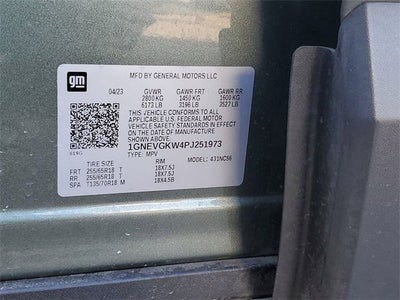 gm
MFD BY GENERAL MOTORS LLC
04/23 GVWR GAWR FRT GAWR RR
2800 KG 1450 KG 1600 KG
6173 LB 3196 LB 3527 LB
THIS VEHICLE CONFORMS TO ALL
APPLICABLE U.S. FEDERAL MOTOR
VEHICLE SAFETY STANDARDS IN
EFFECT ON THE DATE OF
MANUFACTURE SHOWN ABOVE.
1GNEVGKW4PJ251973
TYPE: MPV 431NC56
TIRE SIZE RIM
FRT 255/65R18 T 18X7.5J
RR 255/65R18 T 18X7.5J
SPA T135/70R18 M 18X4.5B